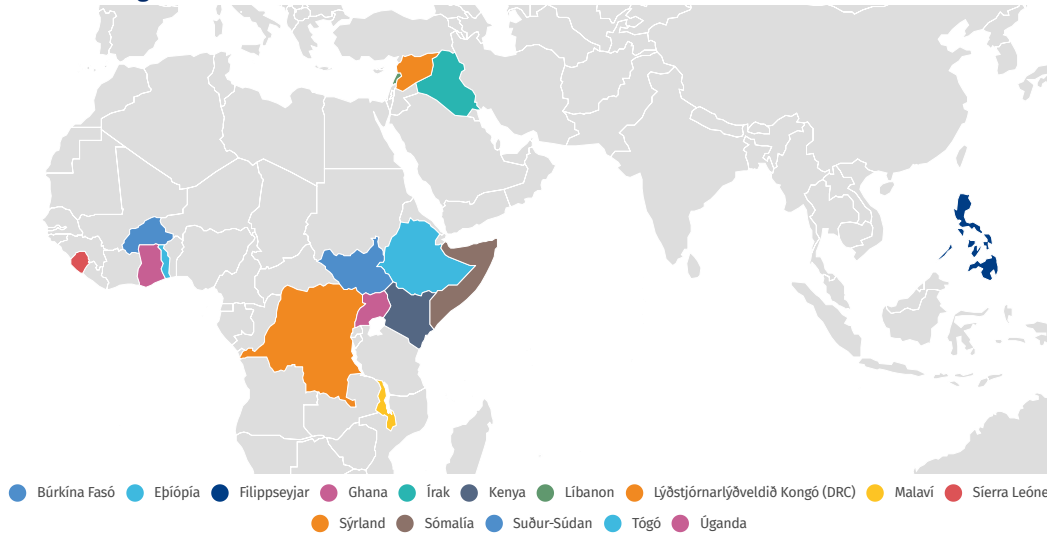 Búrkína Fasó Eþíópía Filippseyjar Ghana Írak Kenya Líbanon Lýðstjórnarlýðveldið Kongó (DRC) Malaví Síerra Leóne
Sýrland Sómalía Suður-Súdan Tógó Úganda